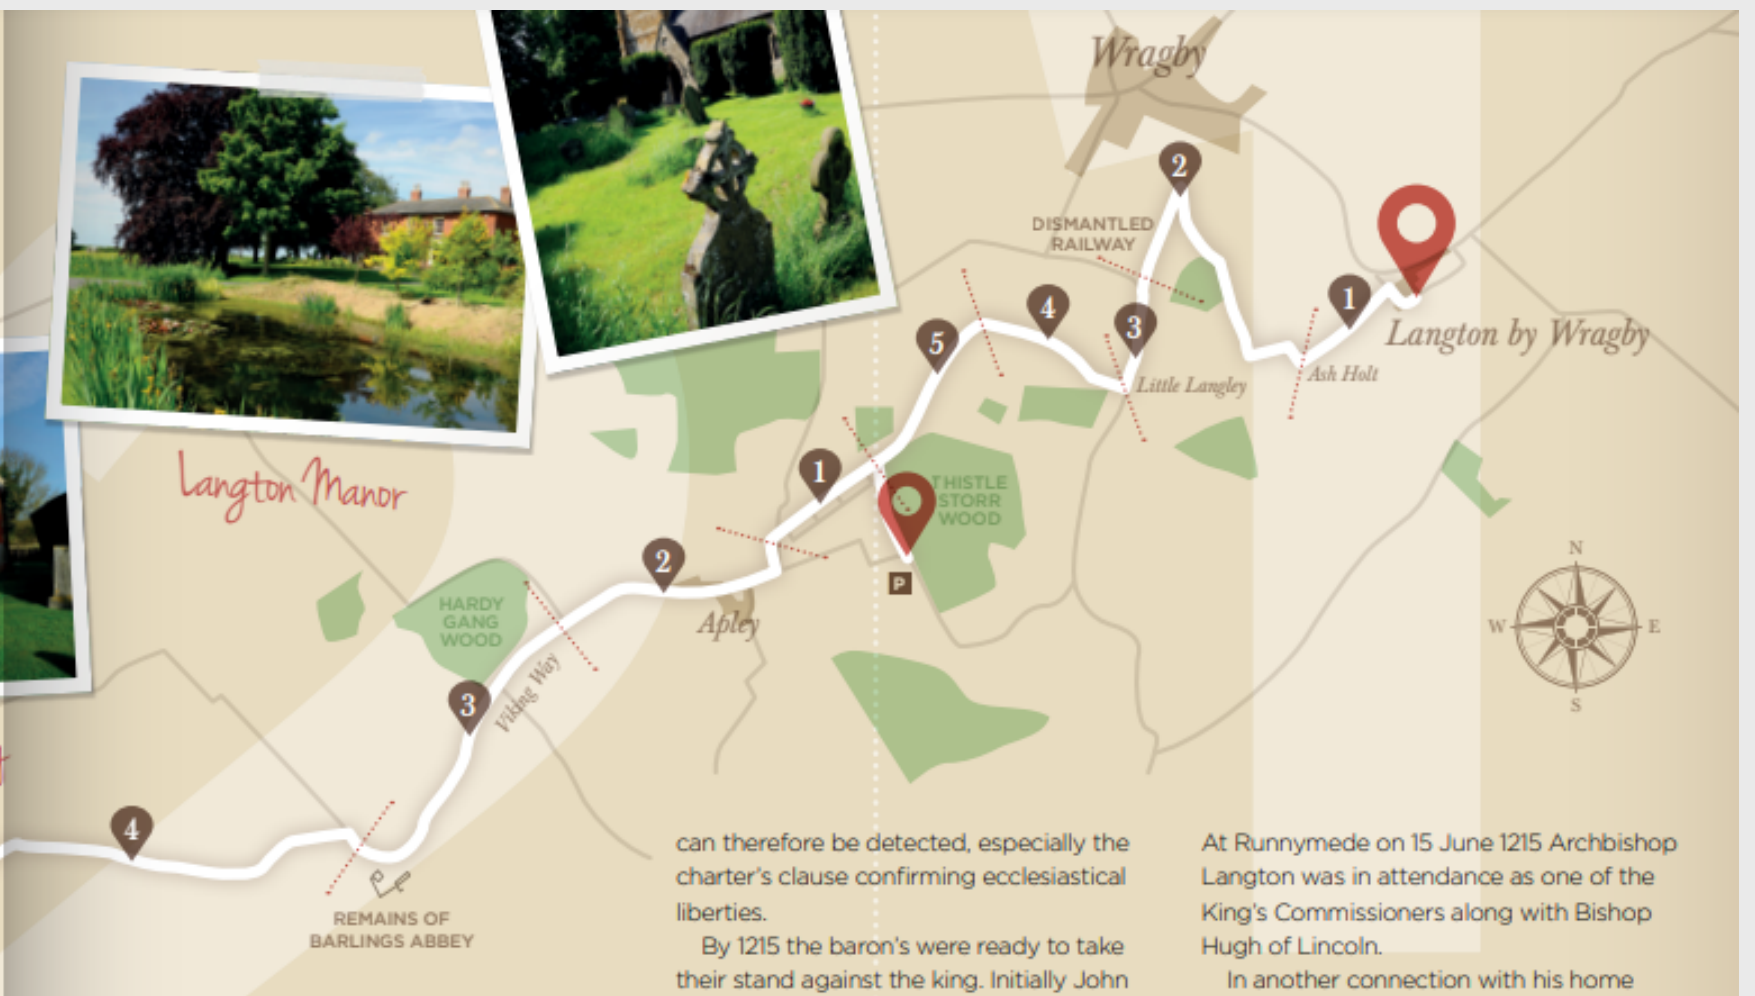 Wragby
2
DISMANTLED
RAILWAY
1
4
3
5
Langton by Wragby
Ash Holt
Little Langley
Langton Manor
1
THISTLE
STORR
WOOD
2
P
N
W
E
S
HARDY
GANG
WOOD
Apley
3
Viking Way
4
REMAINS OF
BARLINGS ABBEY
can therefore be detected, especially the
charter's clause confirming ecclesiastical
liberties.
By 1215 the baron's were ready to take
their stand against the king. Initially John
At Runnymede on 15 June 1215 Archbishop
Langton was in attendance as one of the
King's Commissioners along with Bishop
Hugh of Lincoln.
In another connection with his home